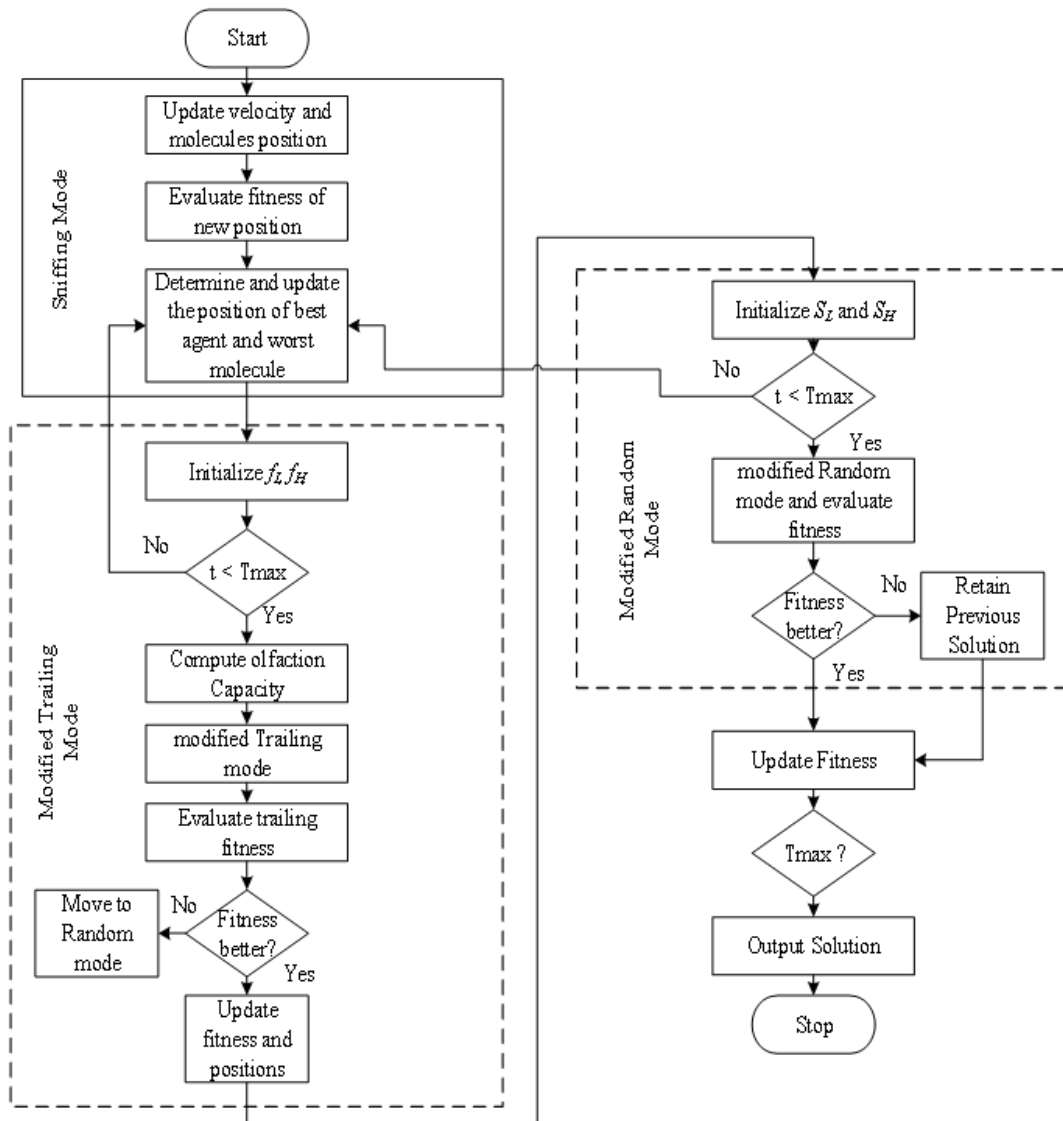 Start
Sniffing Mode
Update velocity and
molecules position
Evaluate fitness of
new position
Determine and update
the position of best
agent and worst
molecule
Modified Trailing
Mode
Initialize f_L f_H
No
t < Tmax
Yes
Compute olfaction
Capacity
modified Trailing
mode
Evaluate trailing
fitness
Move to
Random
mode
No
Fitness
better?
Yes
Update
fitness and
positions
Modified Random
Mode
Initialize S_L and S_H
No
t < Tmax
Yes
modified Random
mode and evaluate
fitness
Fitness
better?
No
Retain
Previous
Solution
Yes
Update Fitness
Tmax ?
Output Solution
Stop